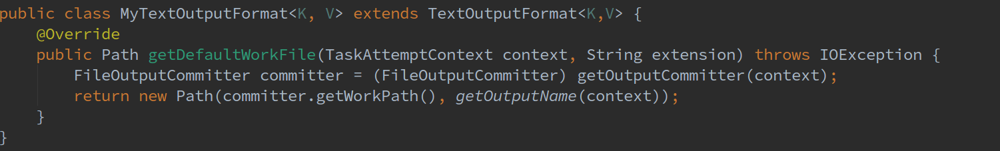 public class MyTextOutputFormat<K, V> extends TextOutputFormat<K,V> {
@Override
public Path getDefaultWorkFile(TaskAttemptContext context, String extension) throws IOException {
FileOutputCommitter committer = (FileOutputCommitter) getOutputCommitter(context);
return new Path(committer.getWorkPath(), getOutputName(context));
}
}